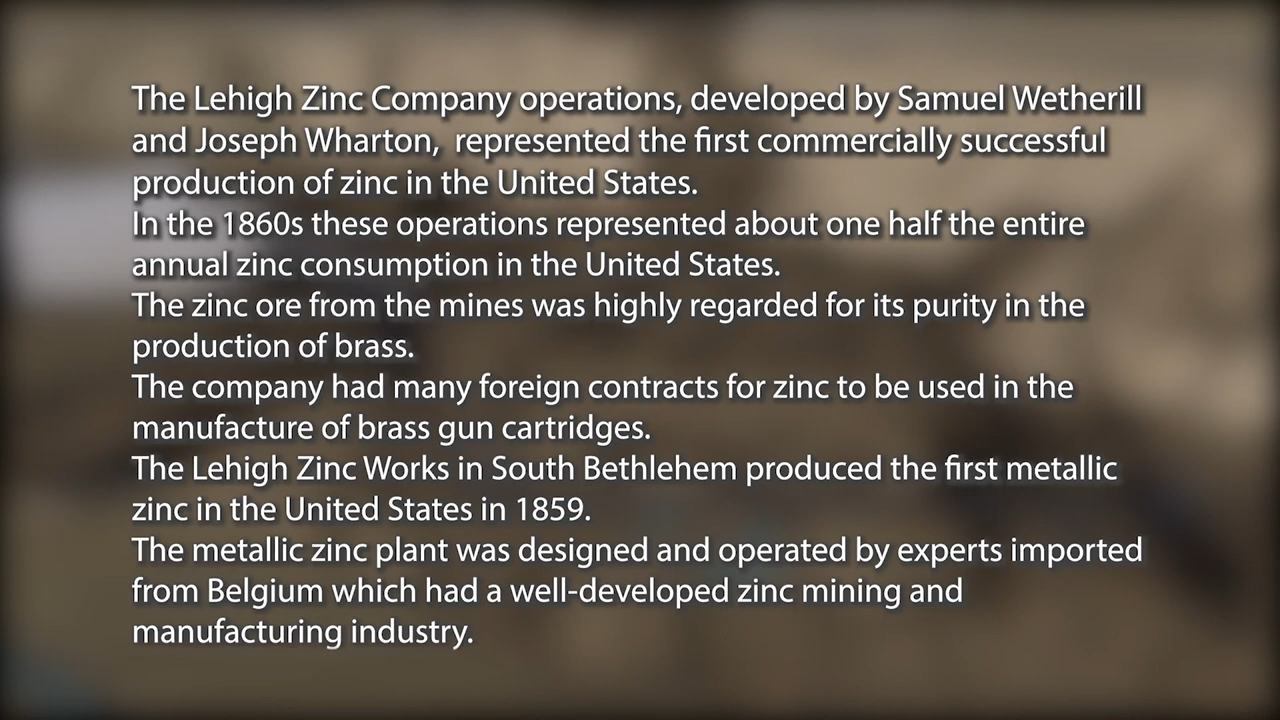 The Lehigh Zinc Company operations, developed by Samuel Wetherill
and Joseph Wharton,  represented the first commercially successful
production of zinc in the United States.
In the 1860s these operations represented about one half the entire
annual zinc consumption in the United States.
The zinc ore from the mines was highly regarded for its purity in the
production of brass.
The company had many foreign contracts for zinc to be used in the
manufacture of brass gun cartridges.
The Lehigh Zinc Works in South Bethlehem produced the first metallic
zinc in the United States in 1859.
The metallic zinc plant was designed and operated by experts imported
from Belgium which had a well-developed zinc mining and
manufacturing industry.